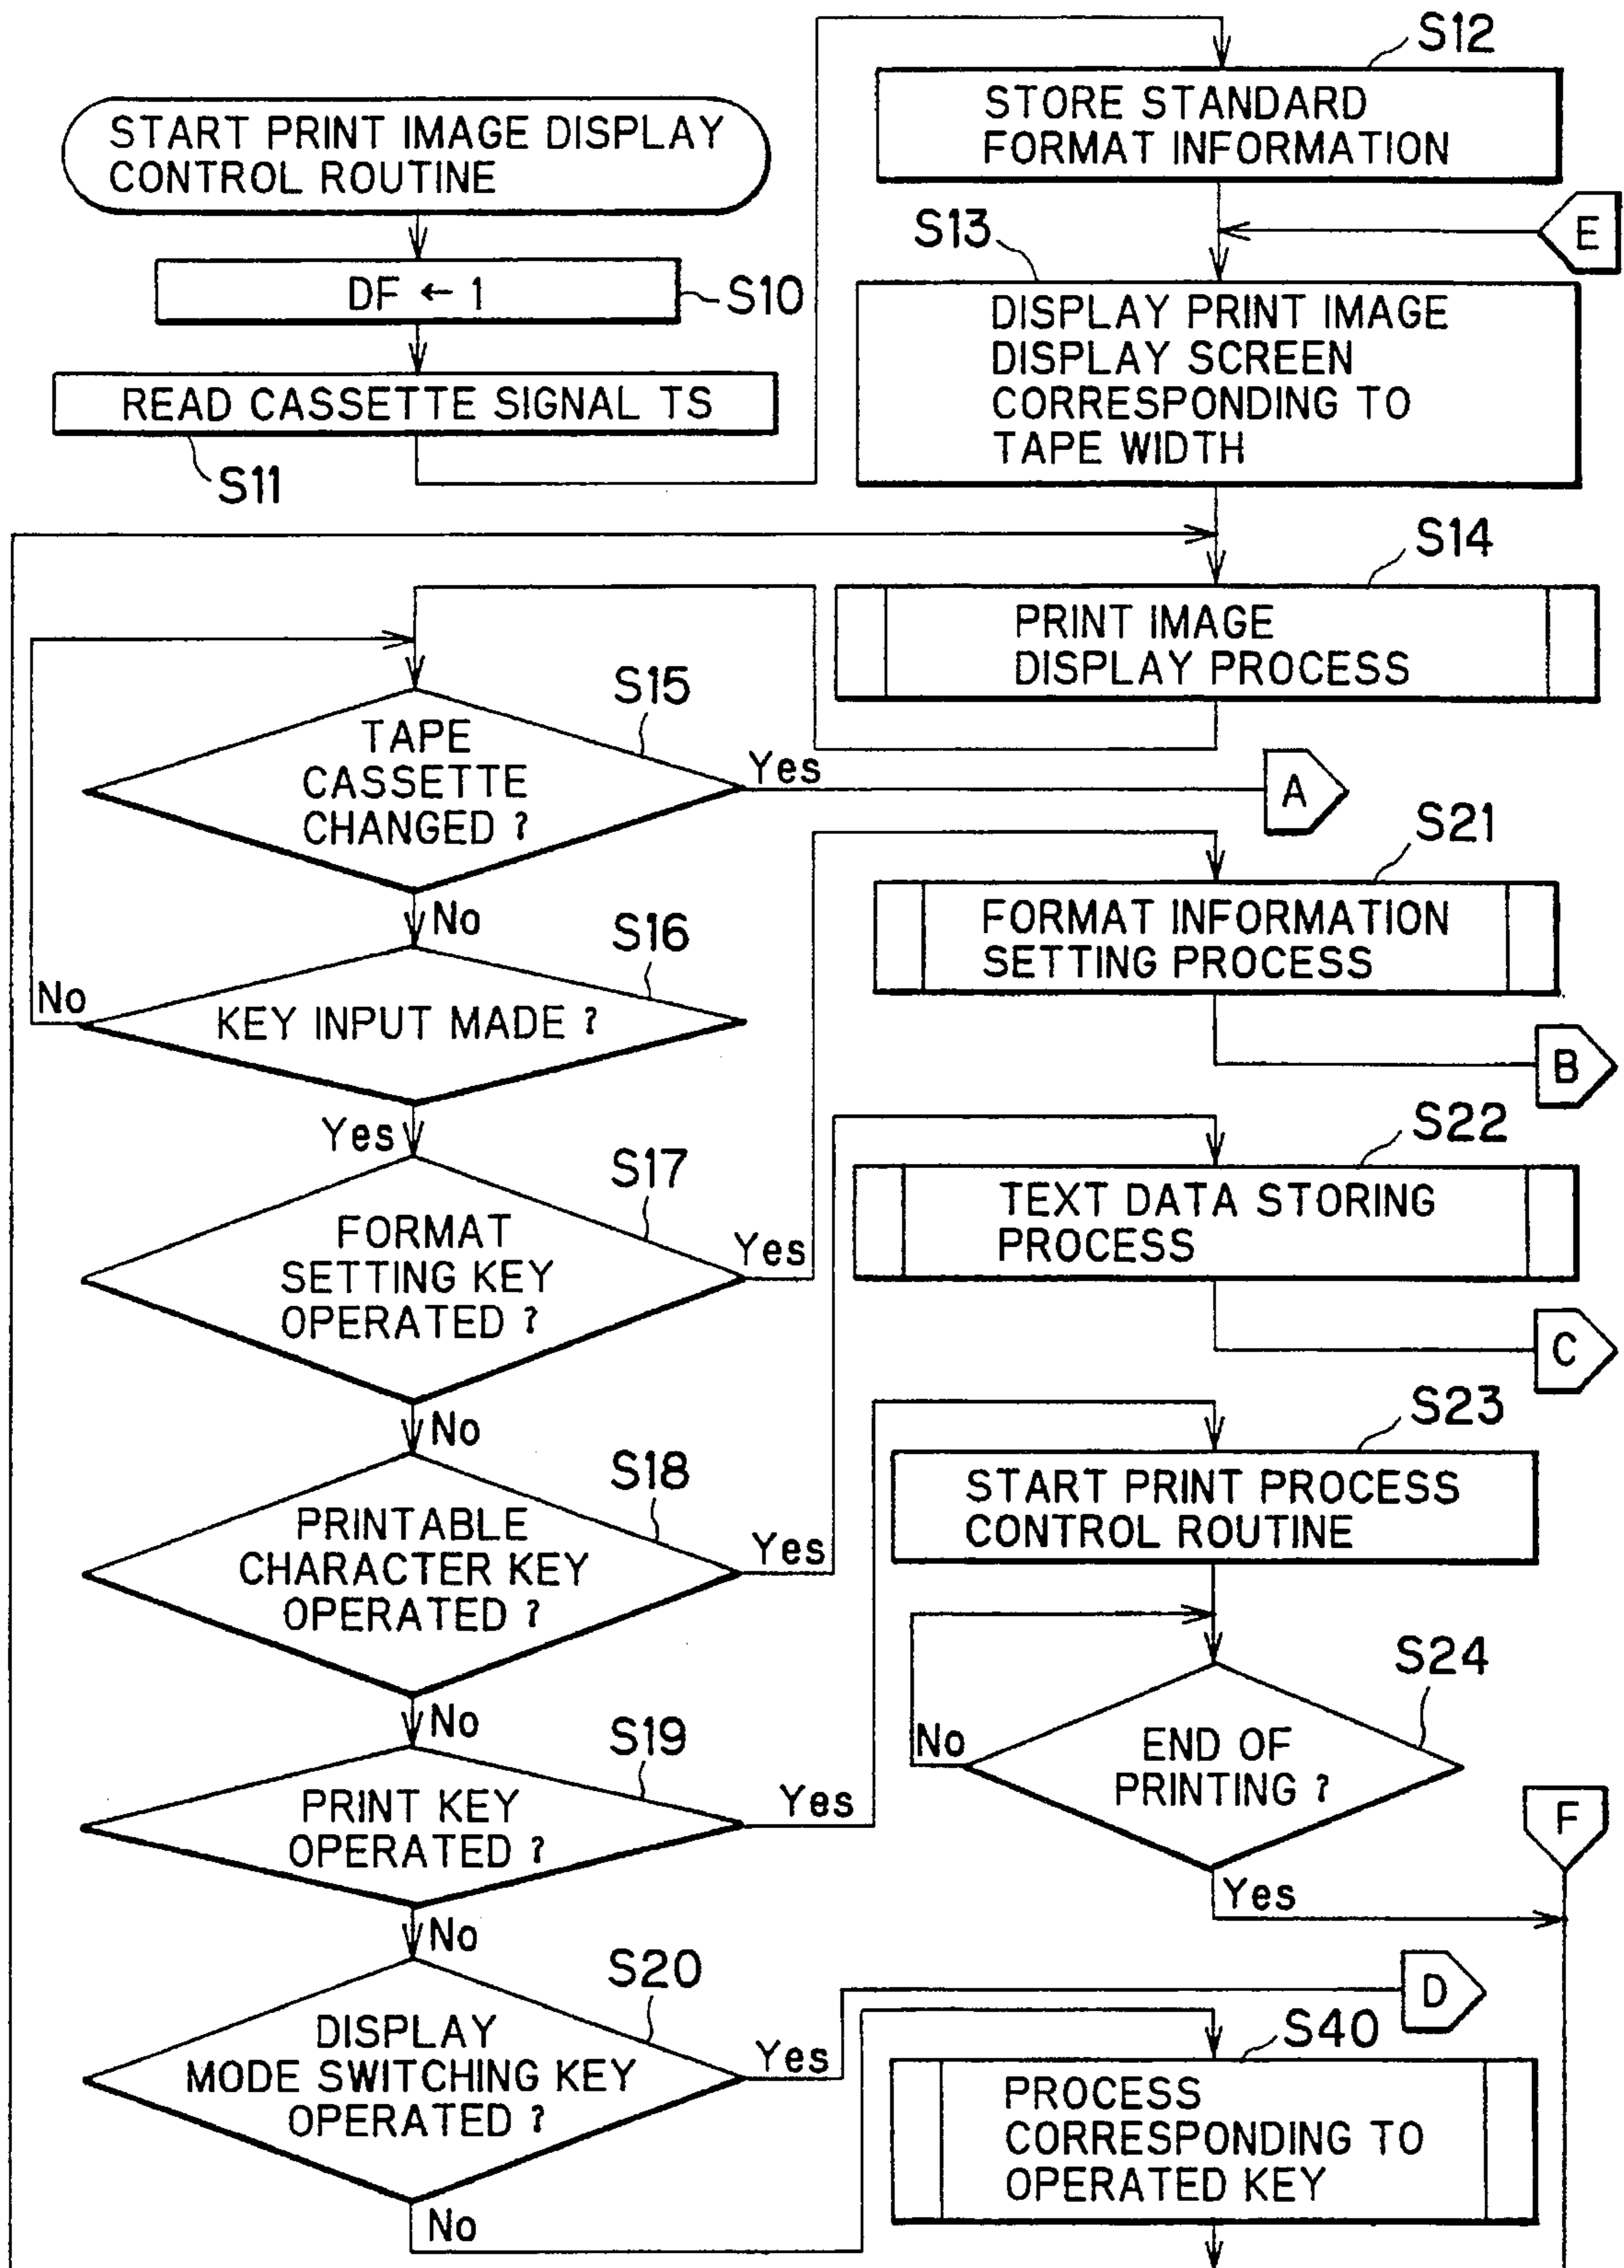 START PRINT IMAGE DISPLAY
CONTROL ROUTINE
DF ← 1
S10
READ CASSETTE SIGNAL TS
S11
S12
STORE STANDARD
FORMAT INFORMATION
E
S13
DISPLAY PRINT IMAGE
DISPLAY SCREEN
CORRESPONDING TO
TAPE WIDTH
S14
PRINT IMAGE
DISPLAY PROCESS
S15
TAPE
CASSETTE
CHANGED ?
Yes
A
No
S16
KEY INPUT MADE ?
No
Yes
S17
FORMAT
SETTING KEY
OPERATED ?
Yes
S21
FORMAT INFORMATION
SETTING PROCESS
B
No
S18
PRINTABLE
CHARACTER KEY
OPERATED ?
Yes
S22
TEXT DATA STORING
PROCESS
C
No
S19
PRINT KEY
OPERATED ?
Yes
S23
START PRINT PROCESS
CONTROL ROUTINE
S24
END OF
PRINTING ?
No
Yes
F
No
S20
DISPLAY
MODE SWITCHING KEY
OPERATED ?
Yes
D
No
S40
PROCESS
CORRESPONDING TO
OPERATED KEY